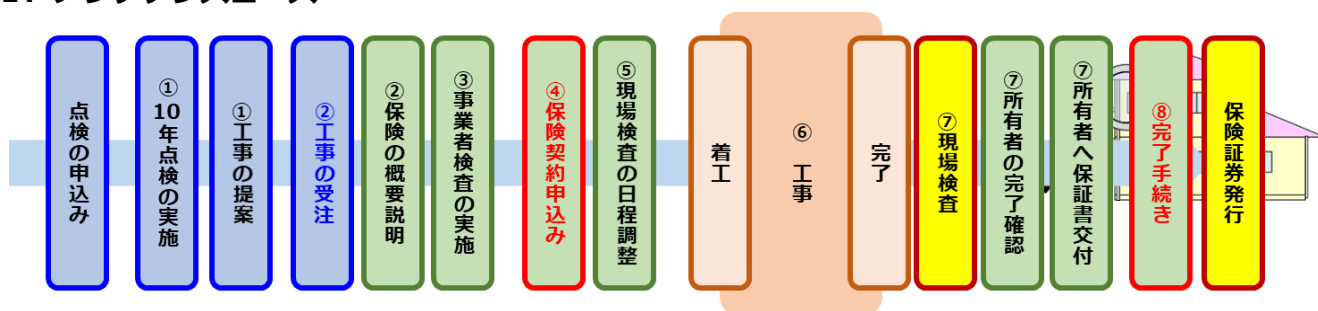 点検の申込み
①10年点検の実施
①工事の提案
②工事の受注
②保険の概要説明
③事業者検査の実施
④保険契約申込み
⑤現場検査の日程調整
着工
⑥ 工事
完了
⑦現場検査
⑦所有者の完了確認
⑦所有者へ保証書交付
⑧完了手続き
保険証券発行